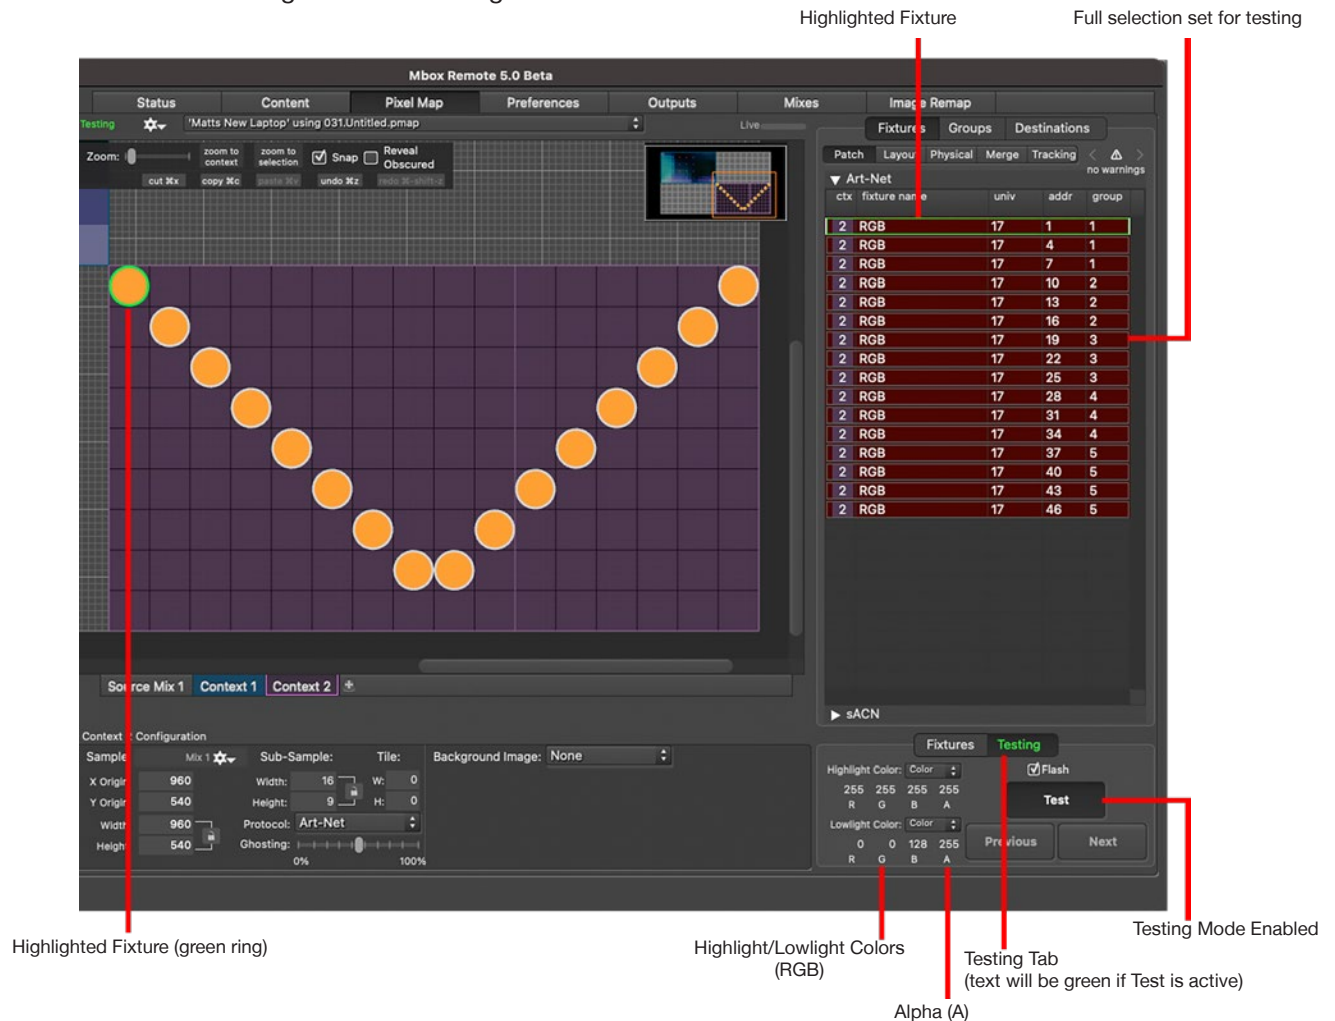 Highlighted Fixture
Full selection set for testing
Mbox Remote 5.0 Beta
Status Content Pixel Map Preferences Outputs Mixes Image Remap
Testing 'Matts New Laptop' using 031.Untitled.pmap Live
Fixtures Groups Destinations
Zoom: zoom to context zoom to selection Snap Reveal Obscured
cut ⌘x copy ⌘c paste ⌘v undo ⌘z redo ⌘-shift-z
Patch Layout Physical Merge Tracking < >
no warnings
▼ Art-Net
ctx fixture name univ addr group
2 RGB 17 1 1
2 RGB 17 4 1
2 RGB 17 7 1
2 RGB 17 10 2
2 RGB 17 13 2
2 RGB 17 16 2
2 RGB 17 19 3
2 RGB 17 22 3
2 RGB 17 25 3
2 RGB 17 28 4
2 RGB 17 31 4
2 RGB 17 34 4
2 RGB 17 37 5
2 RGB 17 40 5
2 RGB 17 43 5
2 RGB 17 46 5
▶ sACN
Source Mix 1 Context 1 Context 2 +
Context 2 Configuration
Sample Mix 1 Sub-Sample: Tile: Background Image: None
X Origin 960 Width: 16 W: 0
Y Origin 540 Height: 9 H: 0
Width 960 Protocol: Art-Net
Height 540 Ghosting:
0% 100%
Fixtures Testing
Highlight Color: Color Flash
255 255 255 255
R G B A
Test
Lowlight Color: Color
0 0 128 255
R G B A
Previous Next
Highlighted Fixture (green ring)
Highlight/Lowlight Colors
(RGB)
Alpha (A)
Testing Tab
(text will be green if Test is active)
Testing Mode Enabled